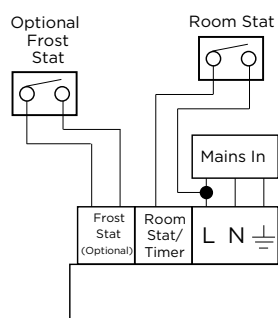 Optional
Frost
Stat
Room Stat
Mains In
Frost
Stat
(Optional)
Room
Stat/
Timer
L N